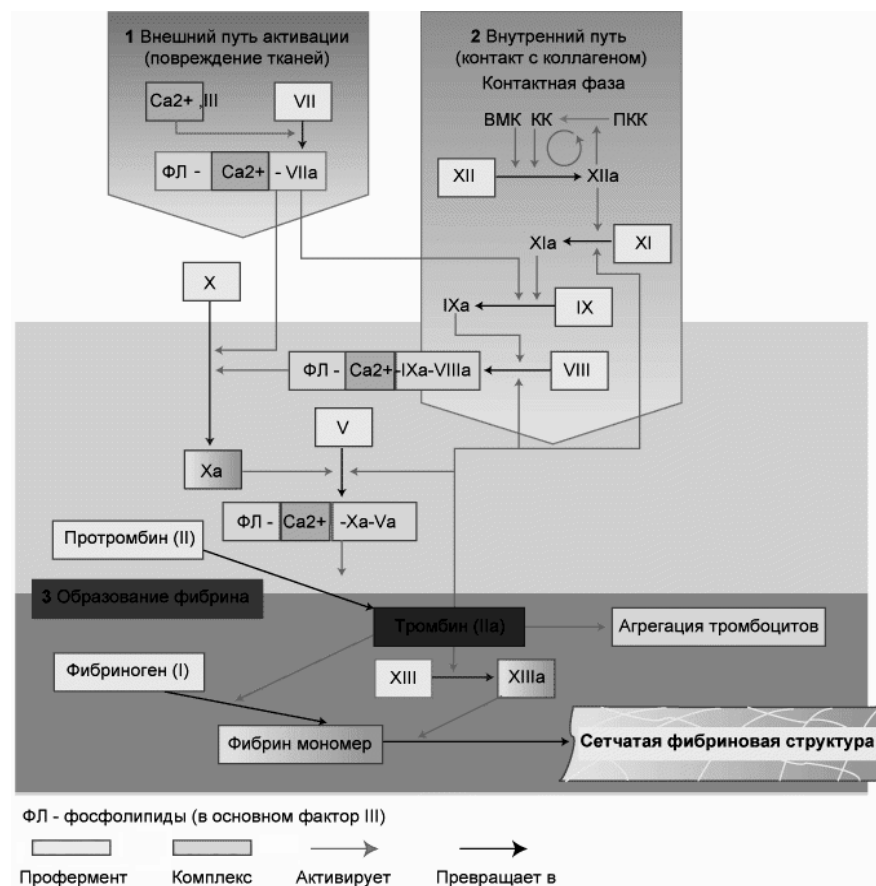 1 Внешний путь активации
(повреждение тканей)
Ca2+ ,III
VII
ФЛ - Ca2+ - VIIa
2 Внутренний путь
(контакт с коллагеном)
Контактная фаза
ВМК КК ПКК
XII XIIa
XIa XI
X
IXa IX
ФЛ - Ca2+ -IXa-VIIIa VIII
V
Xa
ФЛ - Ca2+ -Xa-Va
Протромбин (II)
3 Образование фибрина
Тромбин (IIa) Агрегация тромбоцитов
Фибриноген (I) XIII XIIIa
Фибрин мономер Сетчатая фибриновая структура
ФЛ - фосфолипиды (в основном фактор III)
Профермент Комплекс Активирует Превращает в